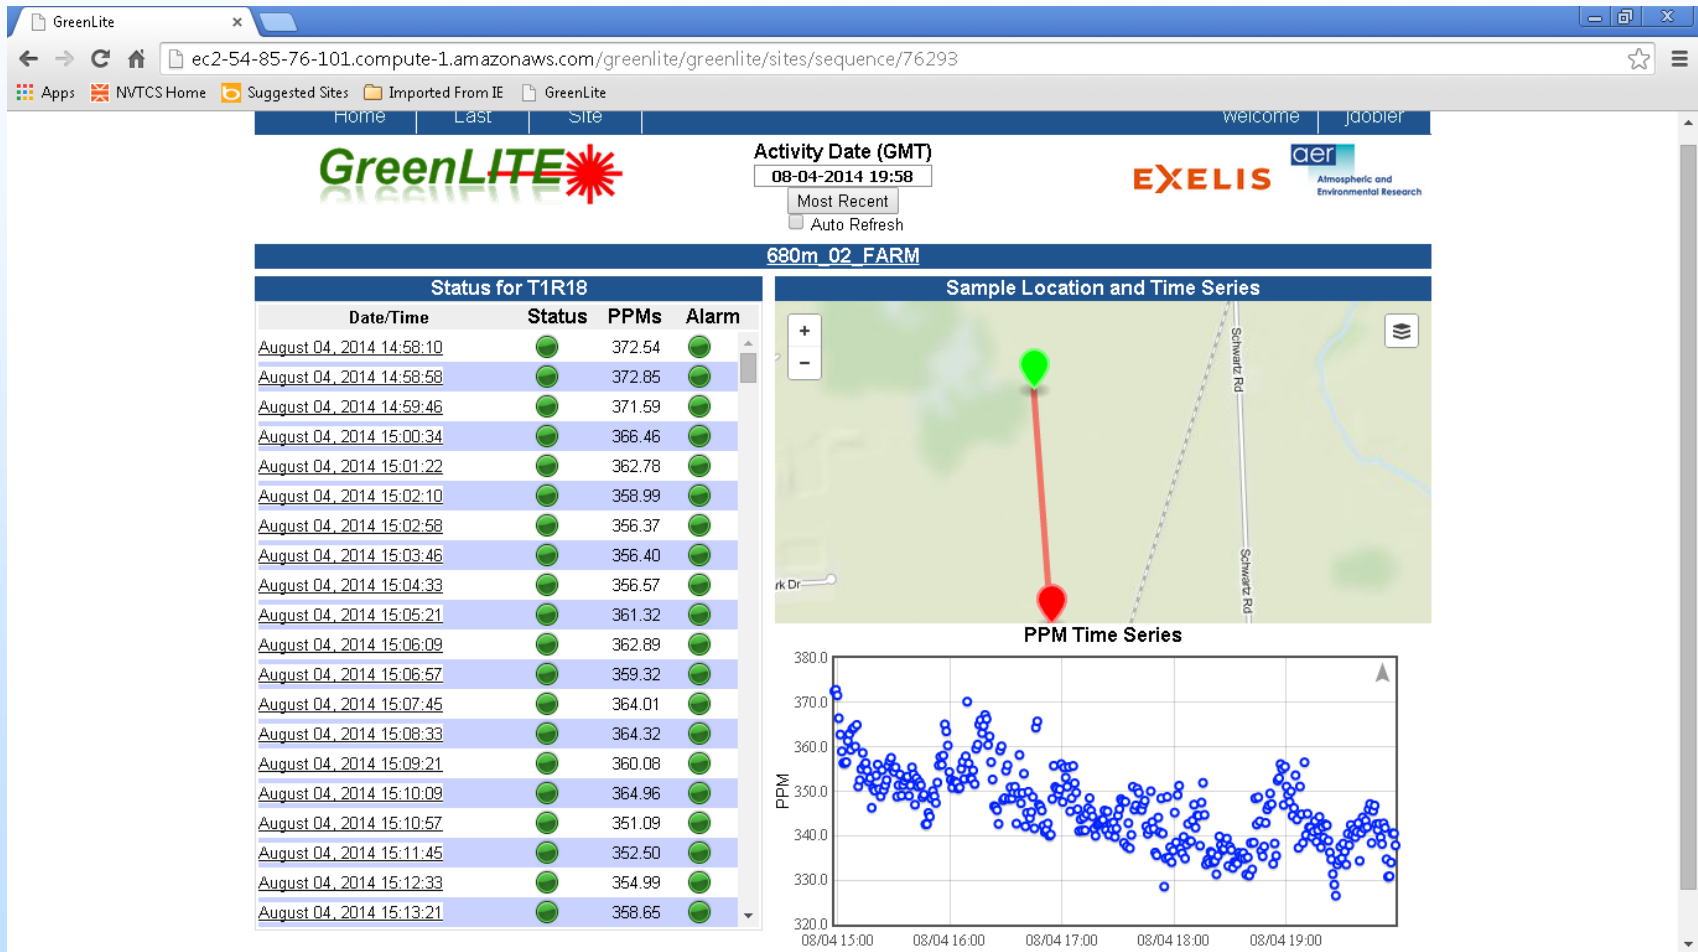 GreenLite
ec2-54-85-76-101.compute-1.amazonaws.com/greenlite/greenlite/sites/sequence/76293
Apps NVTCS Home Suggested Sites Imported From IE GreenLite
Home Last Site Welcome jdobler
GreenLITE
Activity Date (GMT)
08-04-2014 19:58
Most Recent
Auto Refresh
EXELIS
aer
Atmospheric and
Environmental Research
680m_02_FARM
Status for T1R18
Date/Time Status PPMs Alarm
August 04, 2014 14:58:10 372.54
August 04, 2014 14:58:58 372.85
August 04, 2014 14:59:46 371.59
August 04, 2014 15:00:34 366.46
August 04, 2014 15:01:22 362.78
August 04, 2014 15:02:10 358.99
August 04, 2014 15:02:58 356.37
August 04, 2014 15:03:46 356.40
August 04, 2014 15:04:33 356.57
August 04, 2014 15:05:21 361.32
August 04, 2014 15:06:09 362.89
August 04, 2014 15:06:57 359.32
August 04, 2014 15:07:45 364.01
August 04, 2014 15:08:33 364.32
August 04, 2014 15:09:21 360.08
August 04, 2014 15:10:09 364.96
August 04, 2014 15:10:57 351.09
August 04, 2014 15:11:45 352.50
August 04, 2014 15:12:33 354.99
August 04, 2014 15:13:21 358.65
Sample Location and Time Series
+
−
Schwartz Rd
Schwartz Rd
rk Dr
PPM Time Series
PPM
380.0
370.0
360.0
350.0
340.0
330.0
320.0
08/04 15:00 08/04 16:00 08/04 17:00 08/04 18:00 08/04 19:00